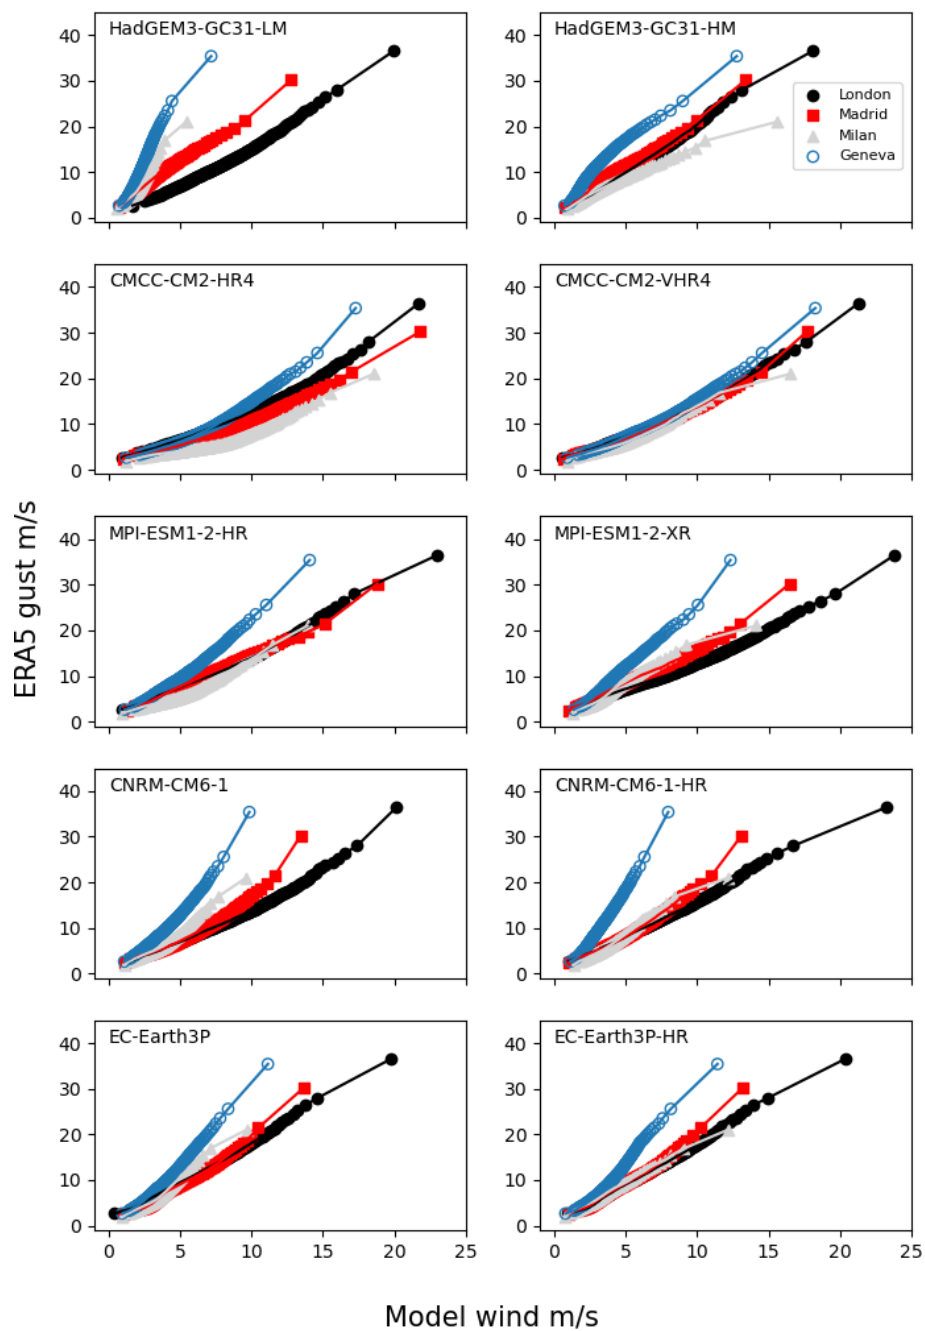 HadGEM3-GC31-LM
40
30
20
10
0
HadGEM3-GC31-HM
London
Madrid
Milan
Geneva
40
30
20
10
0
CMCC-CM2-HR4
40
30
20
10
0
CMCC-CM2-VHR4
40
30
20
10
0
ERA5 gust m/s
MPI-ESM1-2-HR
40
30
20
10
0
MPI-ESM1-2-XR
40
30
20
10
0
CNRM-CM6-1
40
30
20
10
0
CNRM-CM6-1-HR
40
30
20
10
0
EC-Earth3P
40
30
20
10
0
0 5 10 15 20 25
EC-Earth3P-HR
40
30
20
10
0
0 5 10 15 20 25
Model wind m/s